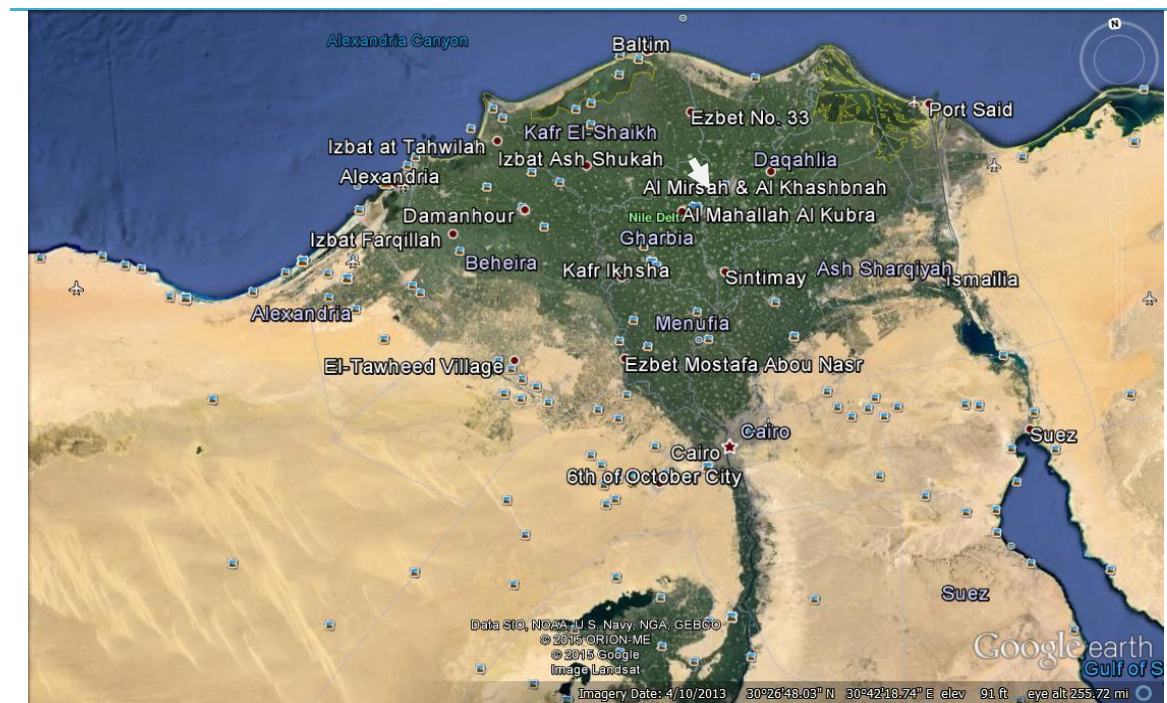 N
Alexandria Canyon
Baltim
Ezbet No. 33
Port Said
Kafr El-Shaikh
Izbat at Tahwilah
Izbat Ash Shukah
Daqahlia
Alexandria
Al Mirsah & Al Khashbnah
Damanhour
Nile Delt
Al Mahallah Al Kubra
Izbat Farqillah
Gharbia
Beheira
Kafr Ikhsha
Sintimay
Ash Sharqiyah
Ismailia
Alexandria
Menufia
El-Tawheed Village
Ezbet Mostafa Abou Nasr
Cairo
Cairo
Suez
6th of October City
Suez
Data SIO, NOAA, U.S. Navy, NGA, GEBCO
© 2015 ORION-ME
© 2015 Google
Image Landsat
Google earth
Gulf of S
Imagery Date: 4/10/2013 30°26'48.03" N 30°42'18.74" E elev 91 ft eye alt 255.72 mi